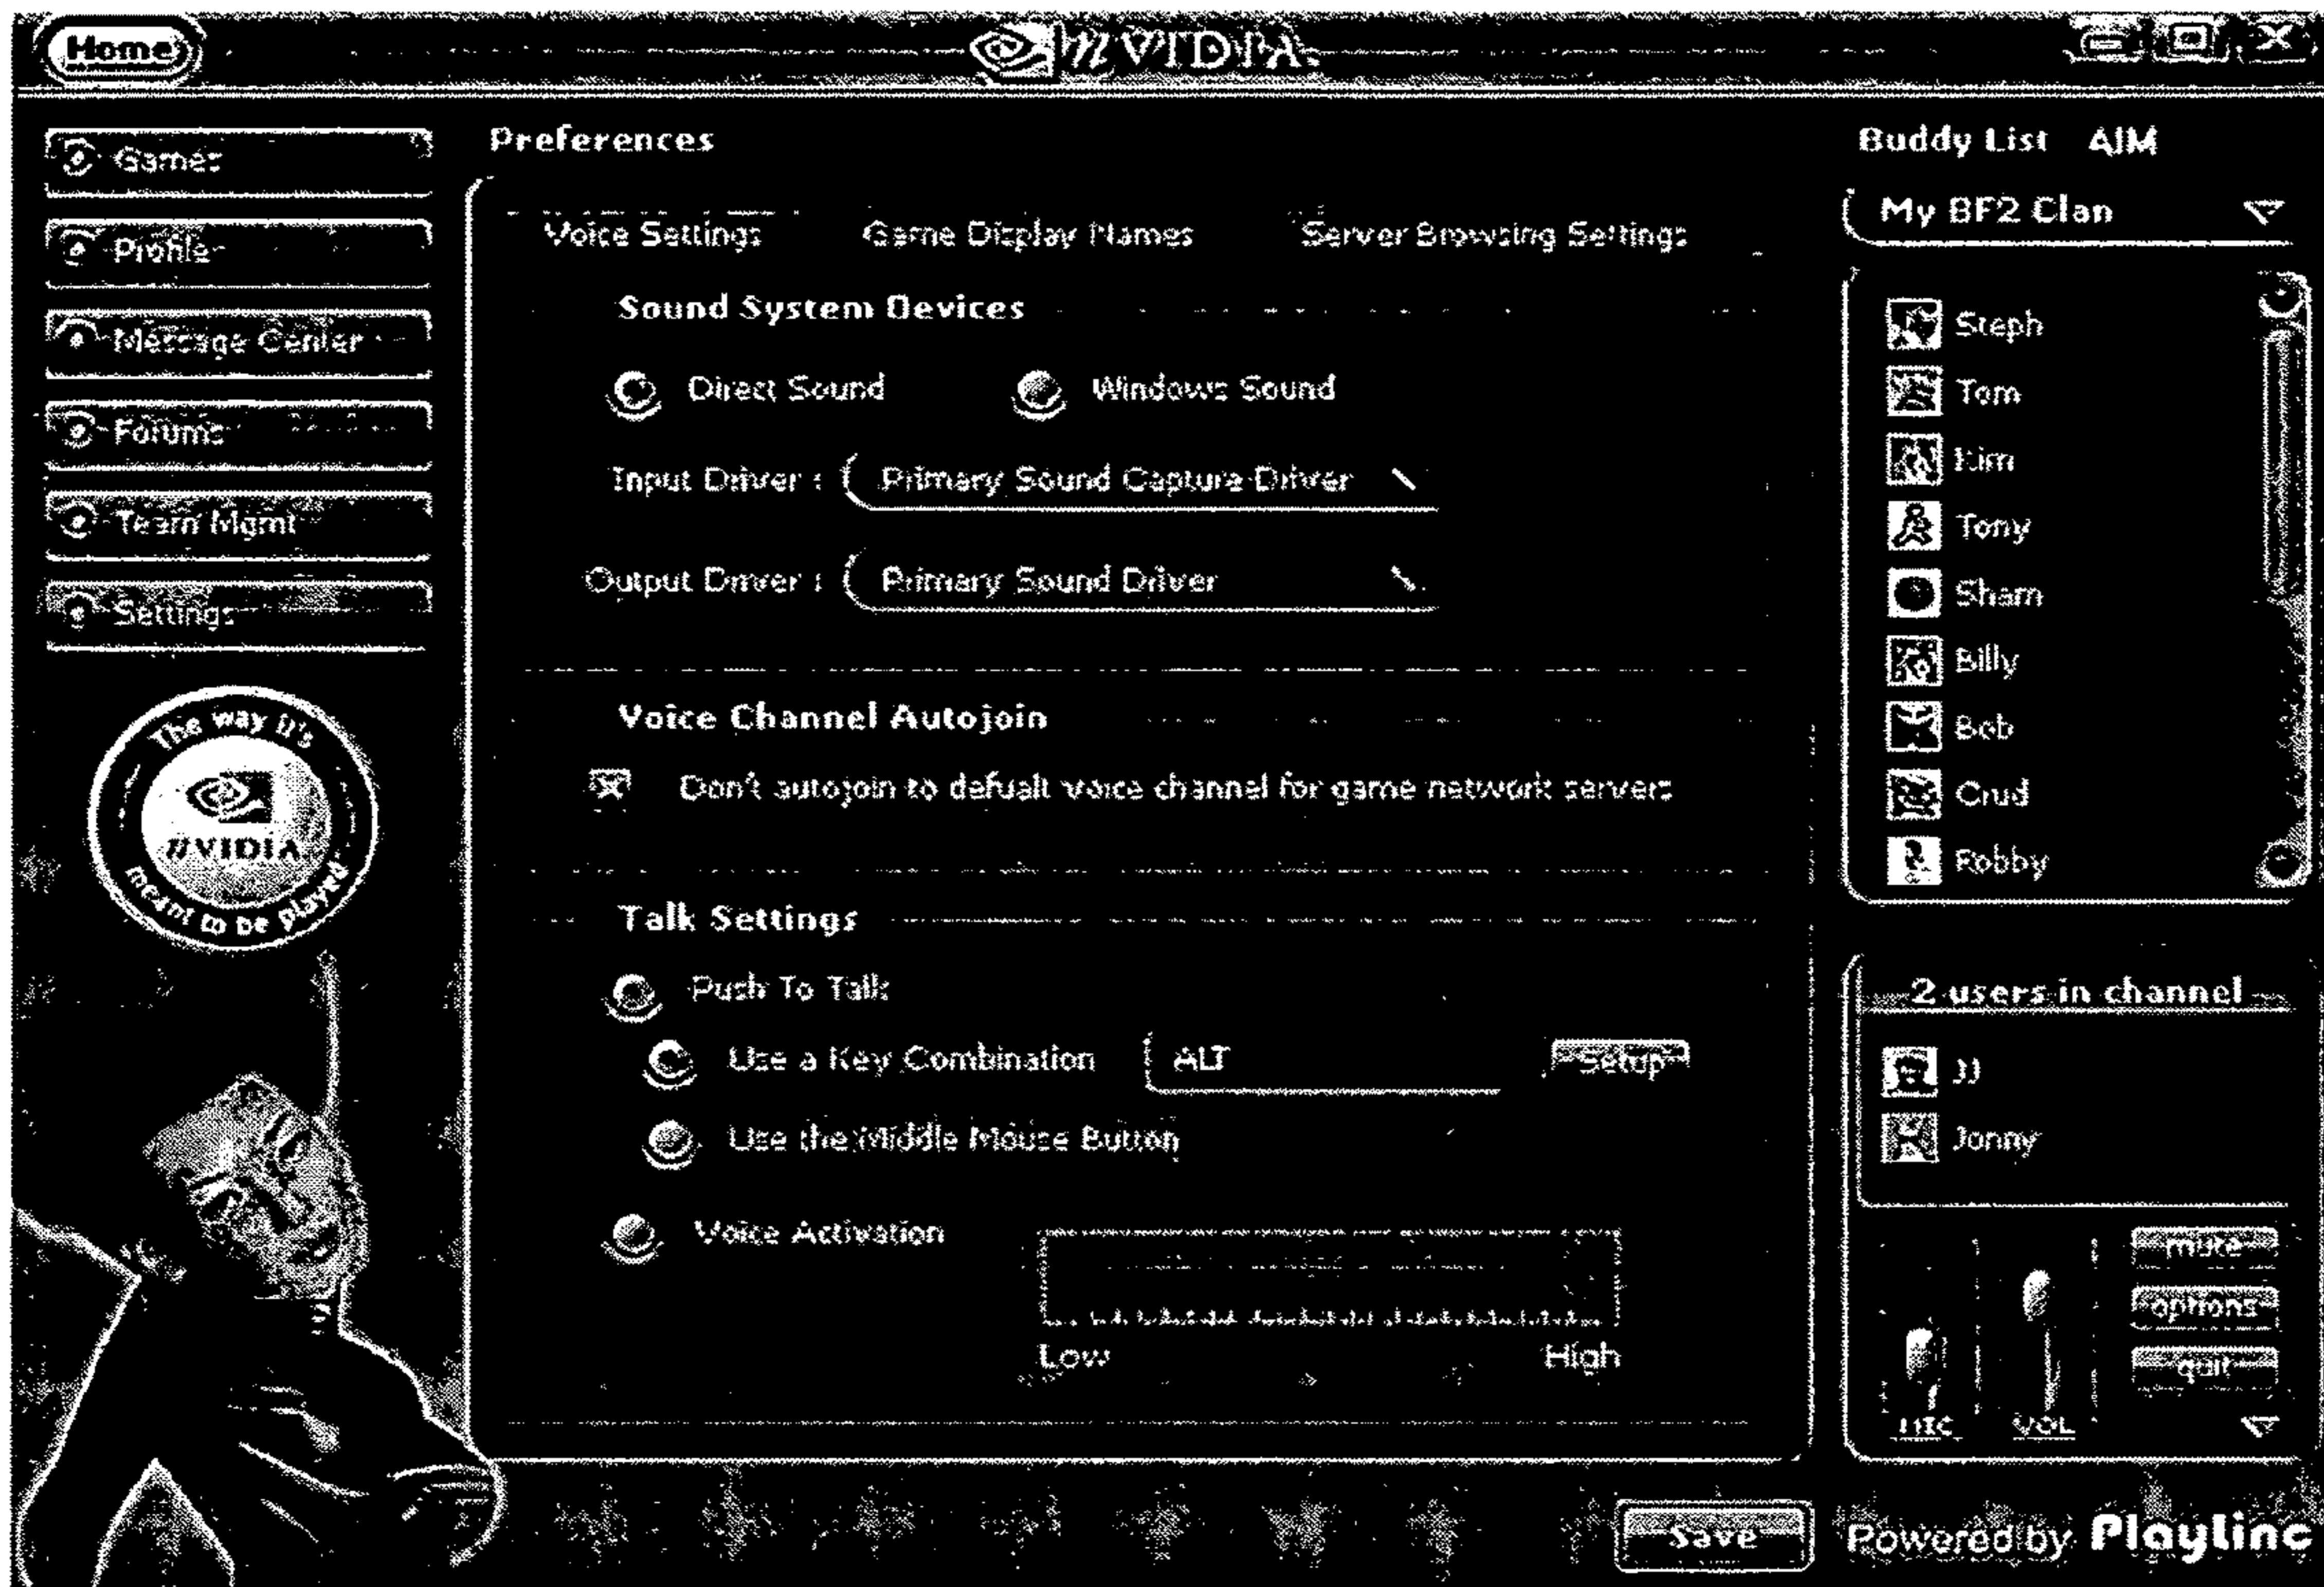 Home
nVIDIA.
Games
Profile
Message Center
Forums
Team Mgmt
Settings
The way it's
nVIDIA
meant to be played
Preferences
Voice Settings Game Display Names Server Browsing Settings
Sound System Devices
Direct Sound Windows Sound
Input Driver : Primary Sound Capture Driver
Output Driver : Primary Sound Driver
Voice Channel Autojoin
Don't autojoin to defualt voice channel for game network servers
Talk Settings
Push To Talk
Use a Key Combination ALT Setup
Use the Middle Mouse Button
Voice Activation
Low High
Save
Buddy List AIM
My BF2 Clan
Steph
Tom
Kim
Tony
Sham
Billy
Bob
Crud
Robby
2 users in channel
JJ
Jonny
mute
options
quit
MIC VOL
Powered by Playlinc